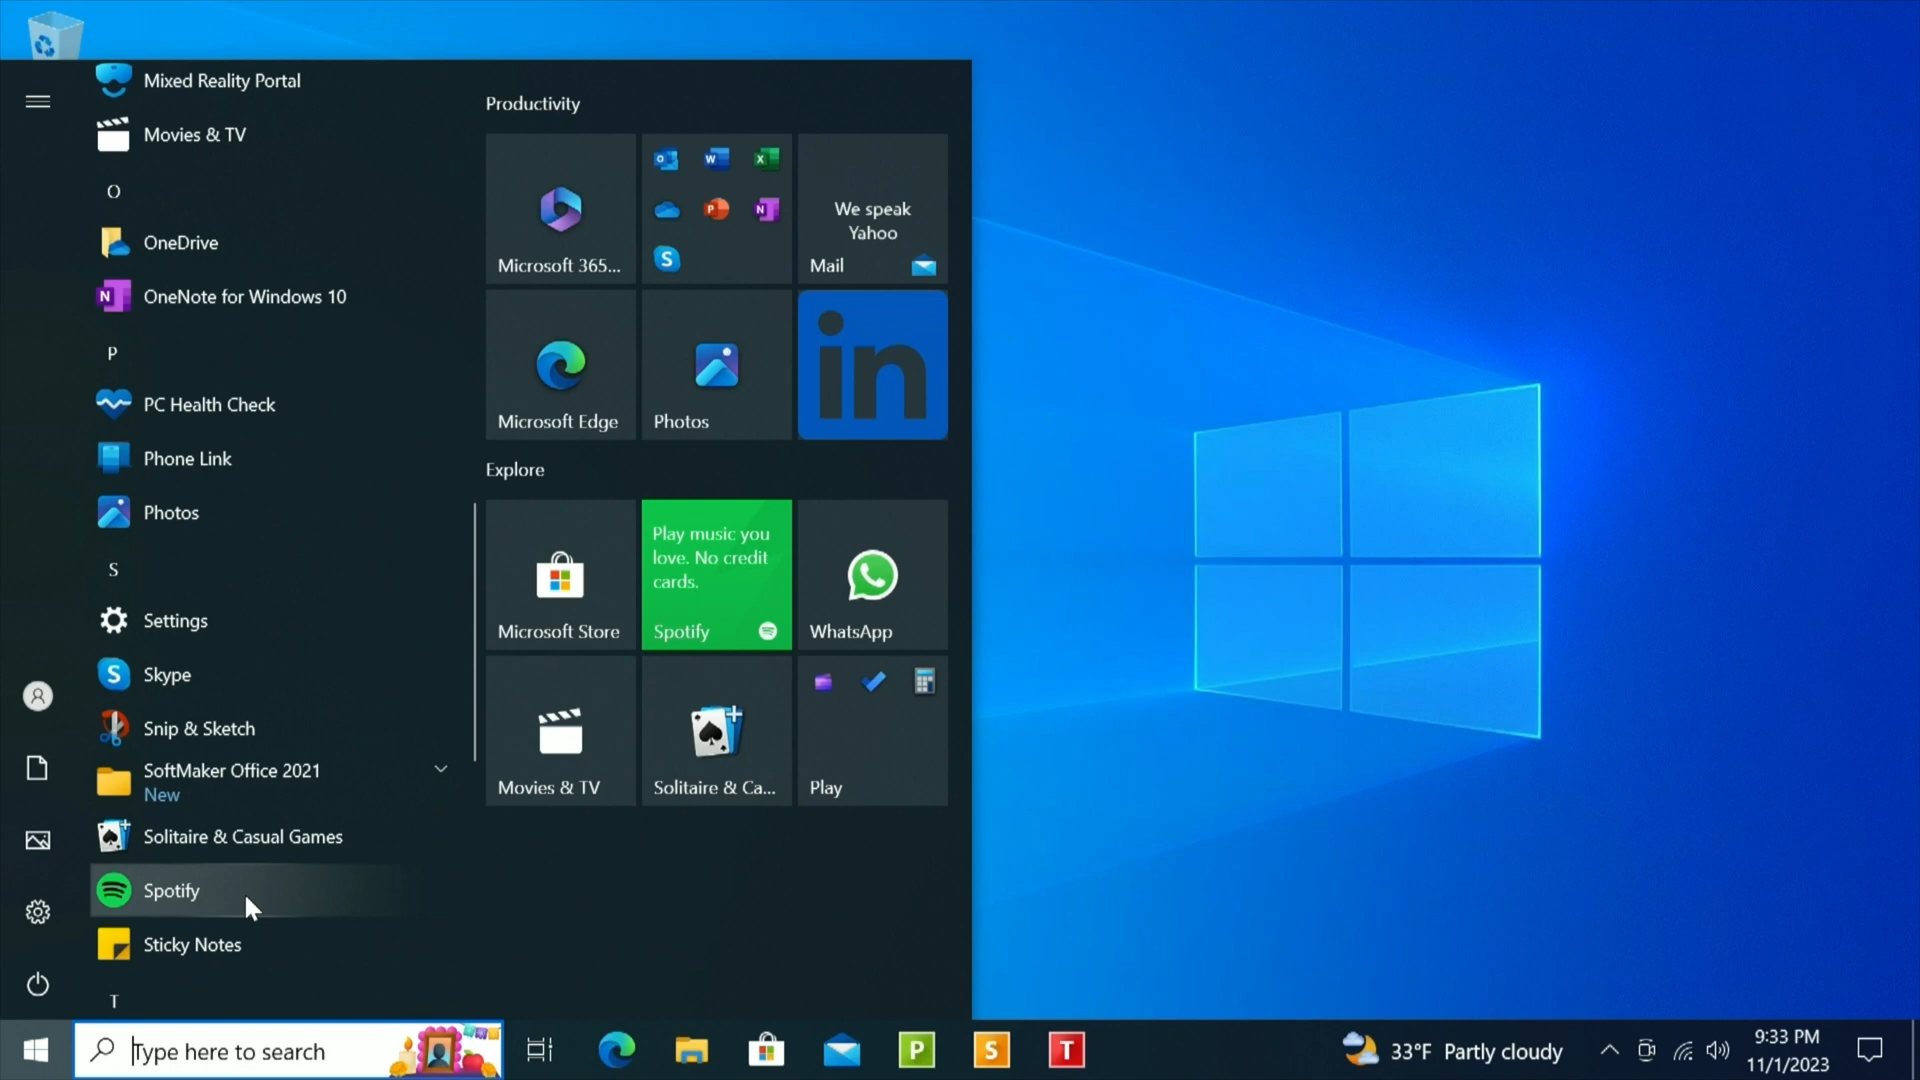 Mixed Reality Portal
Movies & TV
O
OneDrive
N
OneNote for Windows 10
P
PC Health Check
Phone Link
Photos
S
Settings
S
Skype
Snip & Sketch
SoftMaker Office 2021
New
Solitaire & Casual Games
Spotify
Sticky Notes
T
Productivity
Microsoft 365...
O
W
X
P
N
S
We speak
Yahoo
Mail
Microsoft Edge
Photos
in
Explore
Microsoft Store
Play music you
love. No credit
cards.
Spotify
WhatsApp
Movies & TV
Solitaire & Ca...
Play
Type here to search
P
S
T
33°F Partly cloudy
9:33 PM
11/1/2023